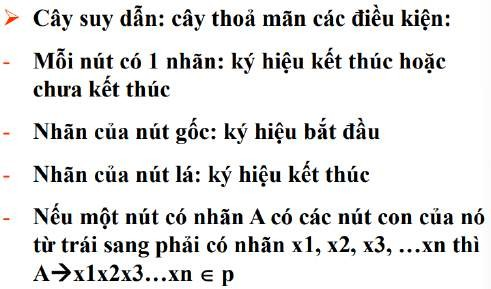 ➢ Cây suy dẫn: cây thoả mãn các điều kiện:
- Mỗi nút có 1 nhãn: ký hiệu kết thúc hoặc
chưa kết thúc
- Nhãn của nút gốc: ký hiệu bắt đầu
- Nhãn của nút lá: ký hiệu kết thúc
- Nếu một nút có nhãn A có các nút con của nó
từ trái sang phải có nhãn x1, x2, x3, …xn thì
A→x1x2x3…xn ∈ p